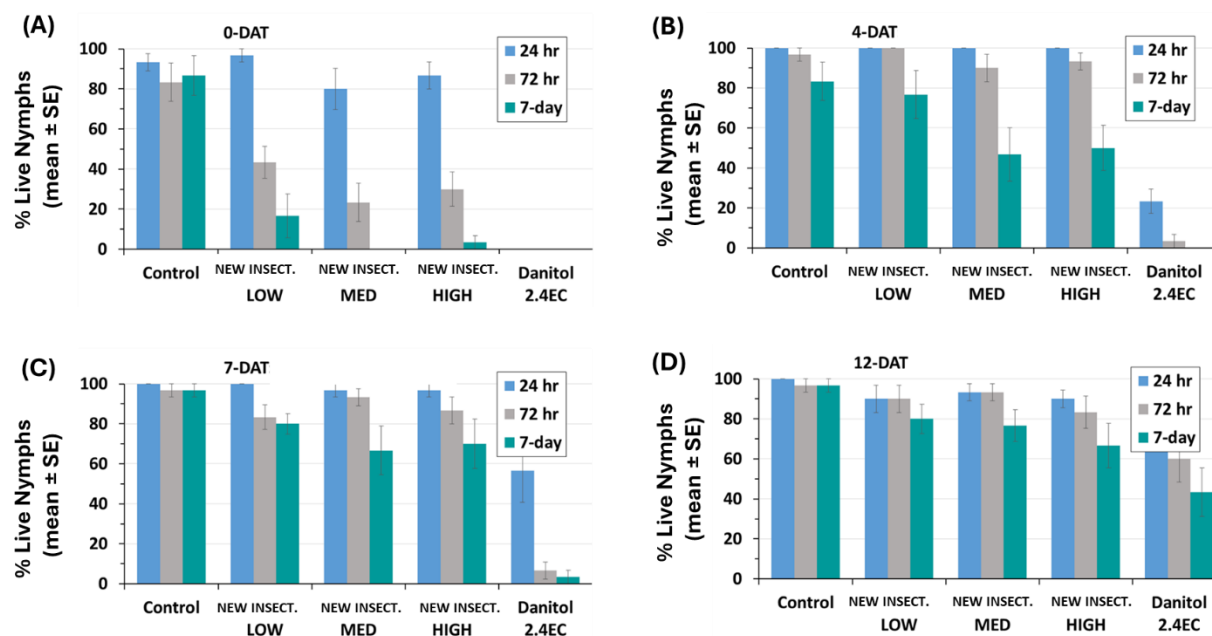 (A)
0-DAT
% Live Nymphs
(mean ± SE)
100
80
60
40
20
0
24 hr
72 hr
7-day
Control
NEW INSECT.
LOW
NEW INSECT.
MED
NEW INSECT.
HIGH
Danitol
2.4EC
(B)
4-DAT
% Live Nymphs
(mean ± SE)
100
80
60
40
20
0
24 hr
72 hr
7-day
Control
NEW INSECT.
LOW
NEW INSECT.
MED
NEW INSECT.
HIGH
Danitol
2.4EC
(C)
7-DAT
% Live Nymphs
(mean ± SE)
100
80
60
40
20
0
24 hr
72 hr
7-day
Control
NEW INSECT.
LOW
NEW INSECT.
MED
NEW INSECT.
HIGH
Danitol
2.4EC
(D)
12-DAT
% Live Nymphs
(mean ± SE)
100
80
60
40
20
0
24 hr
72 hr
7-day
Control
NEW INSECT.
LOW
NEW INSECT.
MED
NEW INSECT.
HIGH
Danitol
2.4EC